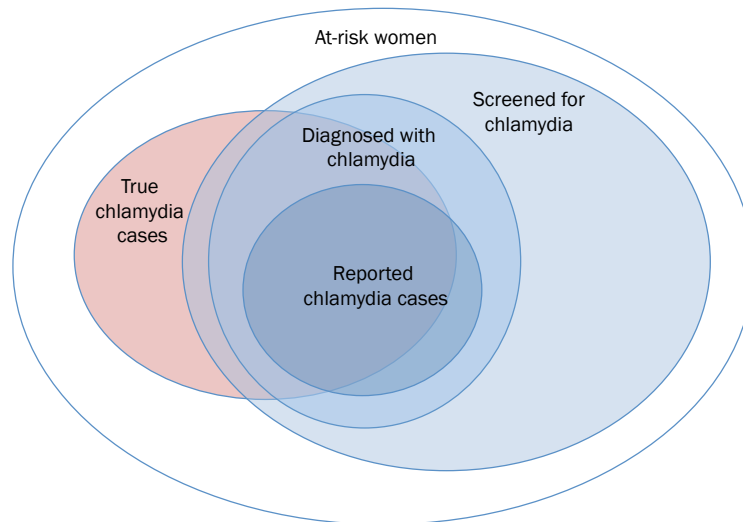 At-risk women
Screened for
chlamydia
Diagnosed with
chlamydia
True
chlamydia
cases
Reported
chlamydia cases